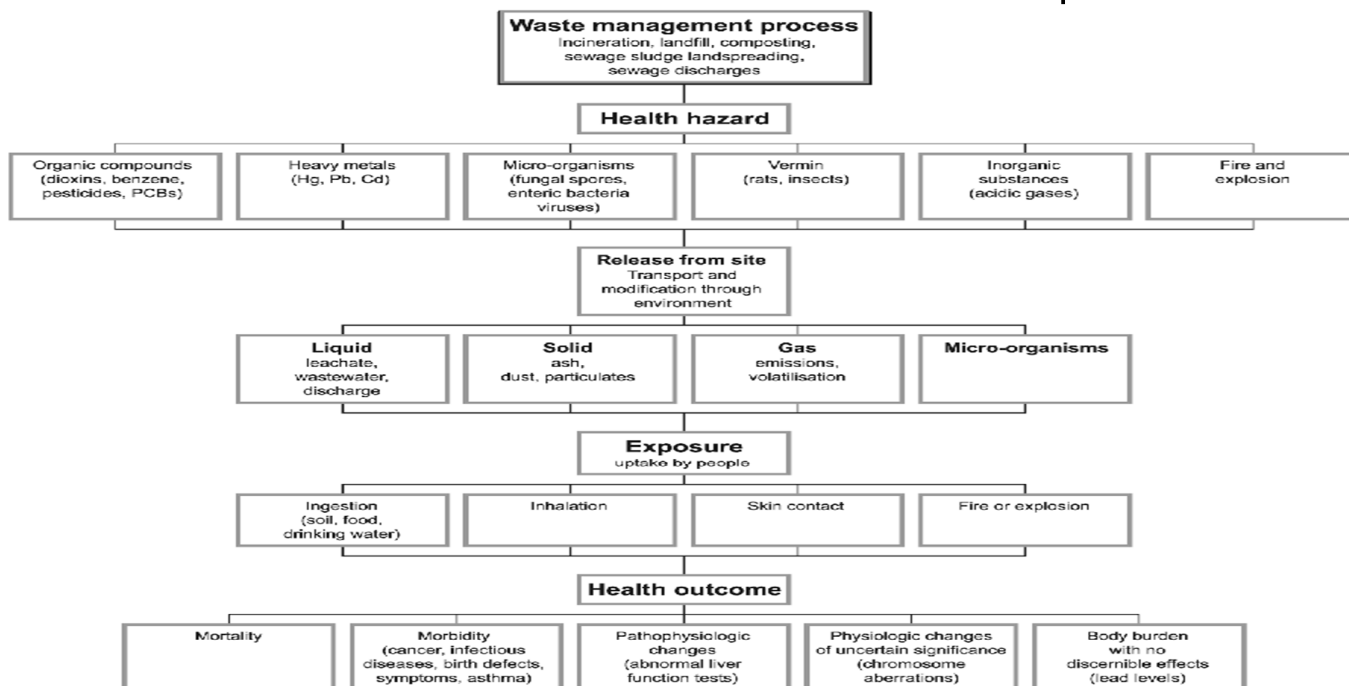 Waste management process
Incineration, landfill, composting,
sewage sludge landspreading,
sewage discharges
Health hazard
Organic compounds
(dioxins, benzene,
pesticides, PCBs)
Heavy metals
(Hg, Pb, Cd)
Micro-organisms
(fungal spores,
enteric bacteria
viruses)
Vermin
(rats, insects)
Inorganic
substances
(acidic gases)
Fire and
explosion
Release from site
Transport and
modification through
environment
Liquid
leachate,
wastewater,
discharge
Solid
ash,
dust, particulates
Gas
emissions,
volatilisation
Micro-organisms
Exposure
uptake by people
Ingestion
(soil, food,
drinking water)
Inhalation
Skin contact
Fire or explosion
Health outcome
Mortality
Morbidity
(cancer, infectious
diseases, birth defects,
symptoms, asthma)
Pathophysiologic
changes
(abnormal liver
function tests)
Physiologic changes
of uncertain significance
(chromosome
aberrations)
Body burden
with no
discernible effects
(lead levels)